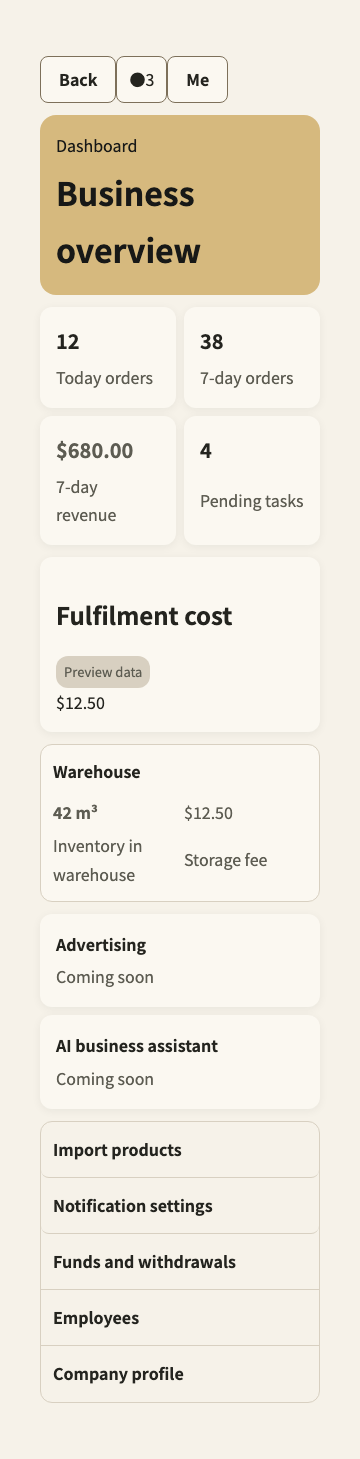 Back
3
Me
Dashboard
Business
overview
12
Today orders
38
7-day orders
$680.00
7-day
revenue
4
Pending tasks
Fulfilment cost
Preview data
$12.50
Warehouse
42 m³
Inventory in
warehouse
$12.50
Storage fee
Advertising
Coming soon
AI business assistant
Coming soon
Import products
Notification settings
Funds and withdrawals
Employees
Company profile